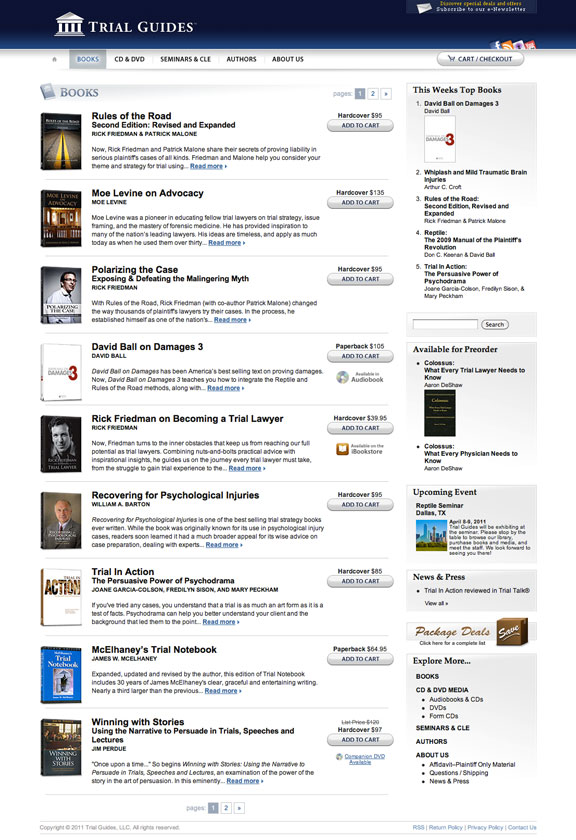 Discover special deals and offers
Subscribe to our e-Newsletter
TRIAL GUIDES
BOOKS
CD & DVD
SEMINARS & CLE
AUTHORS
ABOUT US
CART / CHECKOUT
BOOKS
pages: 1 2 »
Rules of the Road
Second Edition: Revised and Expanded
RICK FRIEDMAN & PATRICK MALONE
Now, Rick Friedman and Patrick Malone share their secrets of proving liability in
serious plaintiff's cases of all kinds. Friedman and Malone help you consider your
theme and strategy for trial using... Read more ›
Hardcover $95
ADD TO CART
Moe Levine on Advocacy
MOE LEVINE
Moe Levine was a pioneer in educating fellow trial lawyers on trial strategy, issue
framing, and the mastery of forensic medicine. He has provided inspiration to
many of the nation's leading lawyers. His ideas are timeless, and apply as much
today as when he used them over thirty... Read more ›
Hardcover $135
ADD TO CART
Polarizing the Case
Exposing & Defeating the Malingering Myth
RICK FRIEDMAN
With Rules of the Road, Rick Friedman (with co-author Patrick Malone) changed
the way thousands of plaintiff's lawyers try their cases. In the process, he
established himself as one of the nation's... Read more ›
Hardcover $95
ADD TO CART
David Ball on Damages 3
DAVID BALL
David Ball on Damages has been America's best selling text on proving damages.
Now, David Ball on Damages 3 teaches you how to integrate the Reptile and
Rules of the Road methods, along with... Read more ›
Paperback $105
ADD TO CART
Available in
Audiobook
Rick Friedman on Becoming a Trial Lawyer
RICK FRIEDMAN
Now, Friedman turns to the inner obstacles that keep us from reaching our full
potential as trial lawyers. Combining nuts-and-bolts practical advice with
inspirational insights, he guides us on the journey every trial lawyer must take,
from the struggle to gain trial experience to the... Read more ›
Hardcover $39.95
ADD TO CART
Available on the
iBookstore
Recovering for Psychological Injuries
WILLIAM A. BARTON
Recovering for Psychological Injuries is one of the best selling trial strategy books
ever written. While the book was originally known for its use in psychological injury
cases, readers soon learned it had a much broader appeal for its wise advice on
case preparation, dealing with experts... Read more ›
Hardcover $95
ADD TO CART
Trial In Action
The Persuasive Power of Psychodrama
JOANE GARCIA-COLSON, FREDILYN SISON, AND MARY PECKHAM
If you've tried any cases, you understand that a trial is as much an art form as it is a
test of facts. Psychodrama can help you better understand your client and the
background that led them to the point... Read more ›
Hardcover $85
ADD TO CART
McElhaney's Trial Notebook
JAMES W. MCELHANEY
Expanded, updated and revised by the author, this edition of Trial Notebook
includes 30 years of James McElhaney's clear, graceful and entertaining writing.
Nearly a third larger than the previous... Read more ›
Paperback $64.95
ADD TO CART
Winning with Stories
Using the Narrative to Persuade in Trials, Speeches and
Lectures
JIM PERDUE
"Once upon a time..." So begins Winning with Stories: Using the Narrative to
Persuade in Trials, Speeches and Lectures, an examination of the power of the
story in the art of persuasion. In this eminently... Read more ›
List Price $120
Hardcover $97
ADD TO CART
Companion DVD
Available
pages: 1 2 »
This Weeks Top Books
1. David Ball on Damages 3
David Ball
2. Whiplash and Mild Traumatic Brain
Injuries
Arthur C. Croft
3. Rules of the Road:
Second Edition, Revised and
Expanded
Rick Friedman & Patrick Malone
4. Reptile:
The 2009 Manual of the Plaintiff's
Revolution
Don C. Keenan & David Ball
5. Trial In Action:
The Persuasive Power of
Psychodrama
Joane Garcia-Colson, Fredilyn Sison, &
Mary Peckham
Search
Available for Preorder
Colossus:
What Every Trial Lawyer Needs to
Know
Aaron DeShaw
Colossus:
What Every Physician Needs to
Know
Aaron DeShaw
Upcoming Event
Reptile Seminar
Dallas, TX
April 8-9, 2011
Trial Guides will be exhibiting at
the seminar. Please stop by the
table to browse our library,
purchase books and media, and
meet the staff. We look forward to
seeing you there!
News & Press
Trial In Action reviewed in Trial Talk®
View all »
Package Deals
Save
Click here for a complete list
Explore More...
BOOKS
CD & DVD MEDIA
Audiobooks & CDs
DVDs
Form CDs
SEMINARS & CLE
AUTHORS
ABOUT US
Affidavit–Plaintiff Only Material
Questions / Shipping
News & Press
Copyright © 2011 Trial Guides, LLC. All rights reserved.
RSS | Return Policy | Privacy Policy | Contact Us